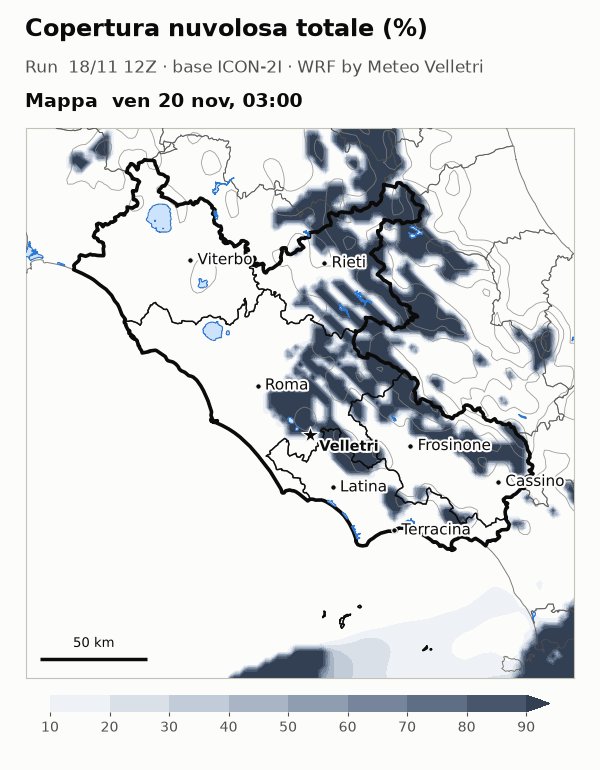 Copertura nuvolosa totale (%)
Run 18/11 12Z · base ICON-2I · WRF by Meteo Velletri
Mappa ven 20 nov, 03:00
Viterbo
Rieti
Roma
Velletri
Frosinone
Latina
Cassino
Terracina
50 km
10 20 30 40 50 60 70 80 90